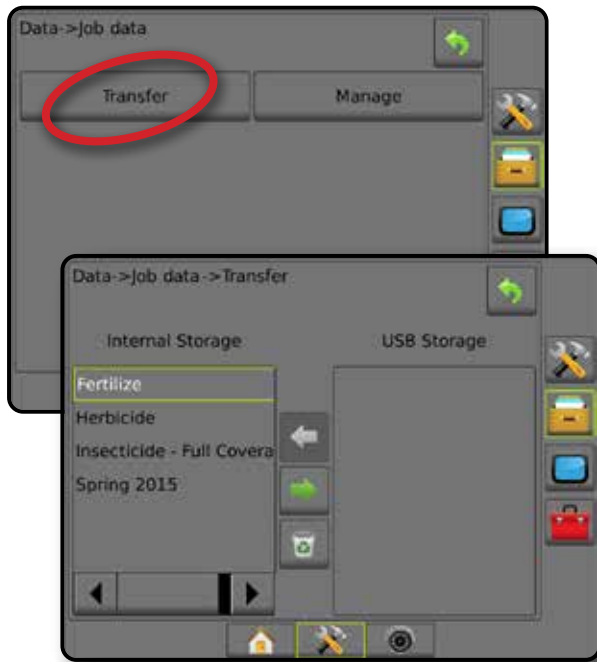 Data->Job data
Transfer
Manage
Data->Job data->Transfer
Internal Storage
USB Storage
Fertilize
Herbicide
Insecticide - Full Covera
Spring 2015